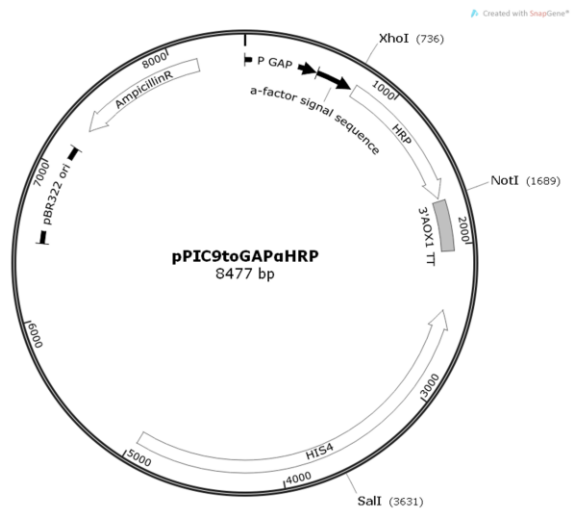 Created with SnapGene®
XhoI (736)
8000
P GAP
1000
AmpicillinR
a-factor signal sequence
HRP
7000
pBR322 ori
NotI (1689)
2000
3'AOX1 TT
pPIC9toGAPαHRP
8477 bp
6000
3000
HIS4
5000
4000
SalI (3631)